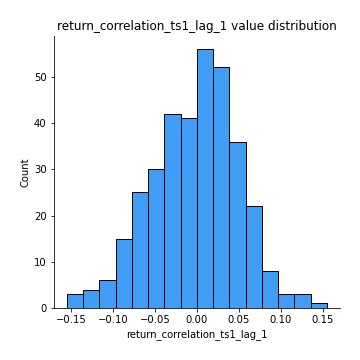 return_correlation_ts1_lag_1 value distribution
50
40
30
20
10
0
Count
−0.15 −0.10 −0.05 0.00 0.05 0.10 0.15
return_correlation_ts1_lag_1